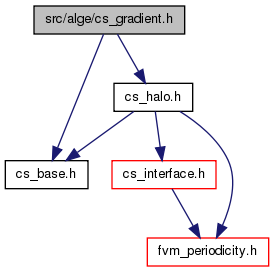 src/alge/cs_gradient.h
cs_halo.h
cs_base.h
cs_interface.h
fvm_periodicity.h